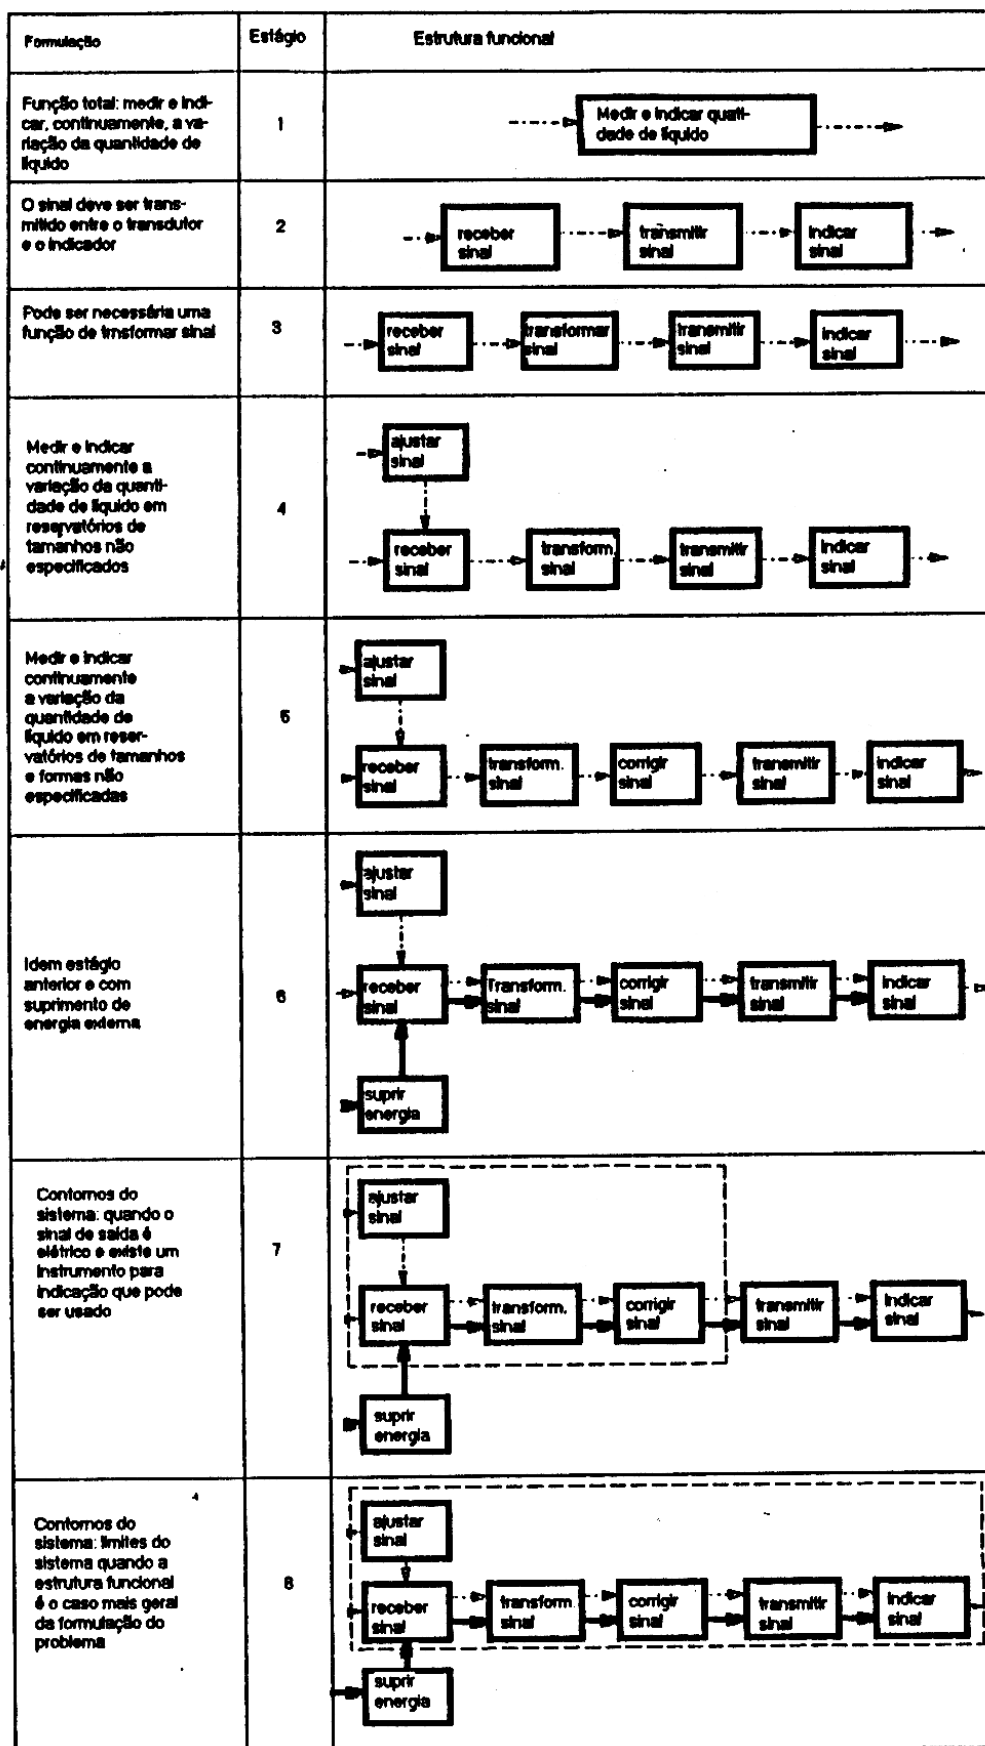 Formulação
Estágio
Estrutura funcional
Função total: medir e indi-
car, continuamente, a va-
riação da quantidade de
líquido
1
Medir e indicar quati-
dade de líquido
O sinal deve ser trans-
mitido entre o transdutor
e o indicador
2
receber
sinal
transmitir
sinal
indicar
sinal
Pode ser necessária uma
função de trnsformar sinal
3
receber
sinal
transformar
sinal
transmitir
sinal
indicar
sinal
Medir e indicar
continuamente a
variação da quanti-
dade de líquido em
reservatórios de
tamanhos não
especificados
4
ajustar
sinal
receber
sinal
transform.
sinal
transmitir
sinal
indicar
sinal
Medir e indicar
continuamente
a variação da
quantidade de
líquido em reser-
vatórios de tamanhos
e formas não
especificadas
5
ajustar
sinal
receber
sinal
transform.
sinal
corrigir
sinal
transmitir
sinal
indicar
sinal
Idem estágio
anterior e com
suprimento de
energia externa
6
ajustar
sinal
receber
sinal
Transform.
sinal
corrigir
sinal
transmitir
sinal
indicar
sinal
suprir
energia
Contornos do
sistema: quando o
sinal de saída é
elétrico e existe um
instrumento para
indicação que pode
ser usado
7
ajustar
sinal
receber
sinal
transform.
sinal
corrigir
sinal
transmitir
sinal
indicar
sinal
suprir
energia
Contornos do
sistema: limites do
sistema quando a
estrutura funcional
é o caso mais geral
da formulação do
problema
8
ajustar
sinal
receber
sinal
transform.
sinal
corrigir
sinal
transmitir
sinal
indicar
sinal
suprir
energia